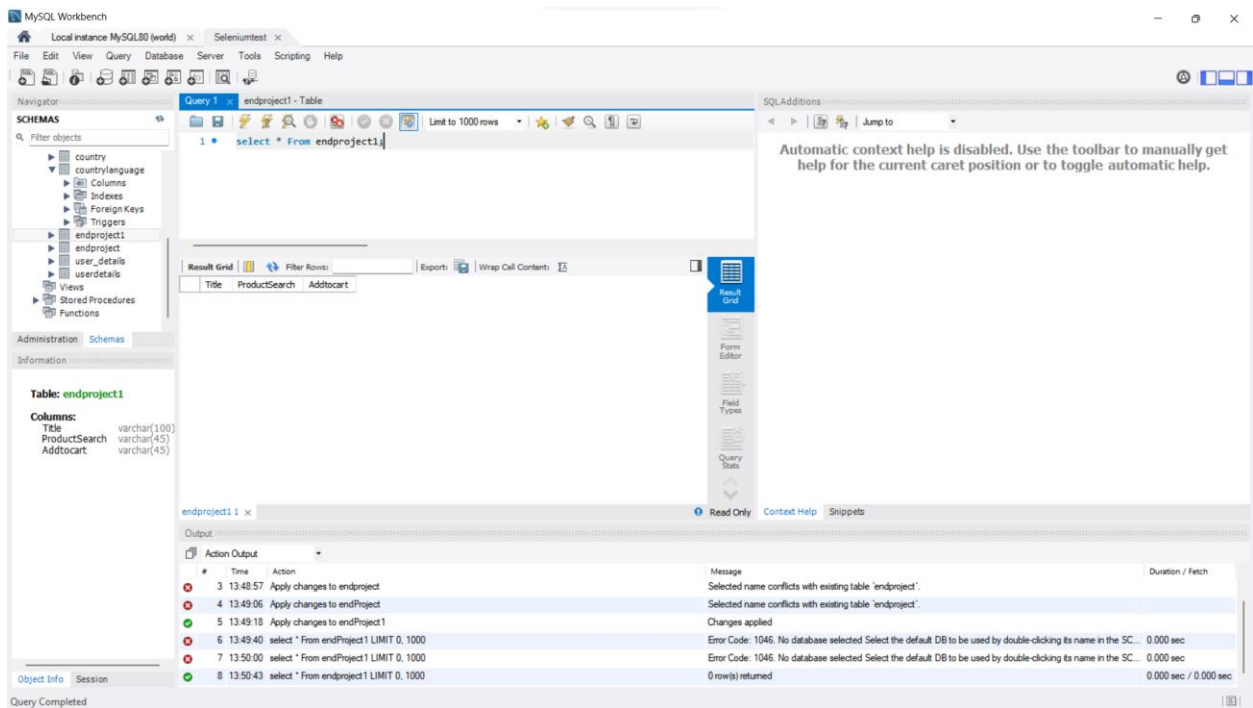 MySQL Workbench
Local instance MySQL80 (world) × Seleniumtest ×
File Edit View Query Database Server Tools Scripting Help
Navigator
SCHEMAS
Filter objects
country
countrylanguage
Columns
Indexes
Foreign Keys
Triggers
endproject1
endproject
user_details
userdetails
Views
Stored Procedures
Functions
Administration Schemas
Information
Table: endproject1
Columns:
Title varchar(100)
ProductSearch varchar(45)
Addtocart varchar(45)
Object Info Session
Query 1 × endproject1 - Table
Limit to 1000 rows
1 select * From endproject1;
Result Grid Filter Rows: Export: Wrap Cell Content:
Title ProductSearch Addtocart
Result Grid
Form Editor
Field Types
Query Stats
endproject1 1 × Read Only
SQLAdditions
Jump to
Automatic context help is disabled. Use the toolbar to manually get
help for the current caret position or to toggle automatic help.
Context Help Snippets
Output
Action Output
# Time Action Message Duration / Fetch
3 13:48:57 Apply changes to endproject Selected name conflicts with existing table `endproject`.
4 13:49:06 Apply changes to endProject Selected name conflicts with existing table `endproject`.
5 13:49:18 Apply changes to endProject1 Changes applied
6 13:49:40 select * From endProject1 LIMIT 0, 1000 Error Code: 1046. No database selected Select the default DB to be used by double-clicking its name in the SC... 0.000 sec
7 13:50:00 select * From endProject1 LIMIT 0, 1000 Error Code: 1046. No database selected Select the default DB to be used by double-clicking its name in the SC... 0.000 sec
8 13:50:43 select * From endproject1 LIMIT 0, 1000 0 row(s) returned 0.000 sec / 0.000 sec
Query Completed